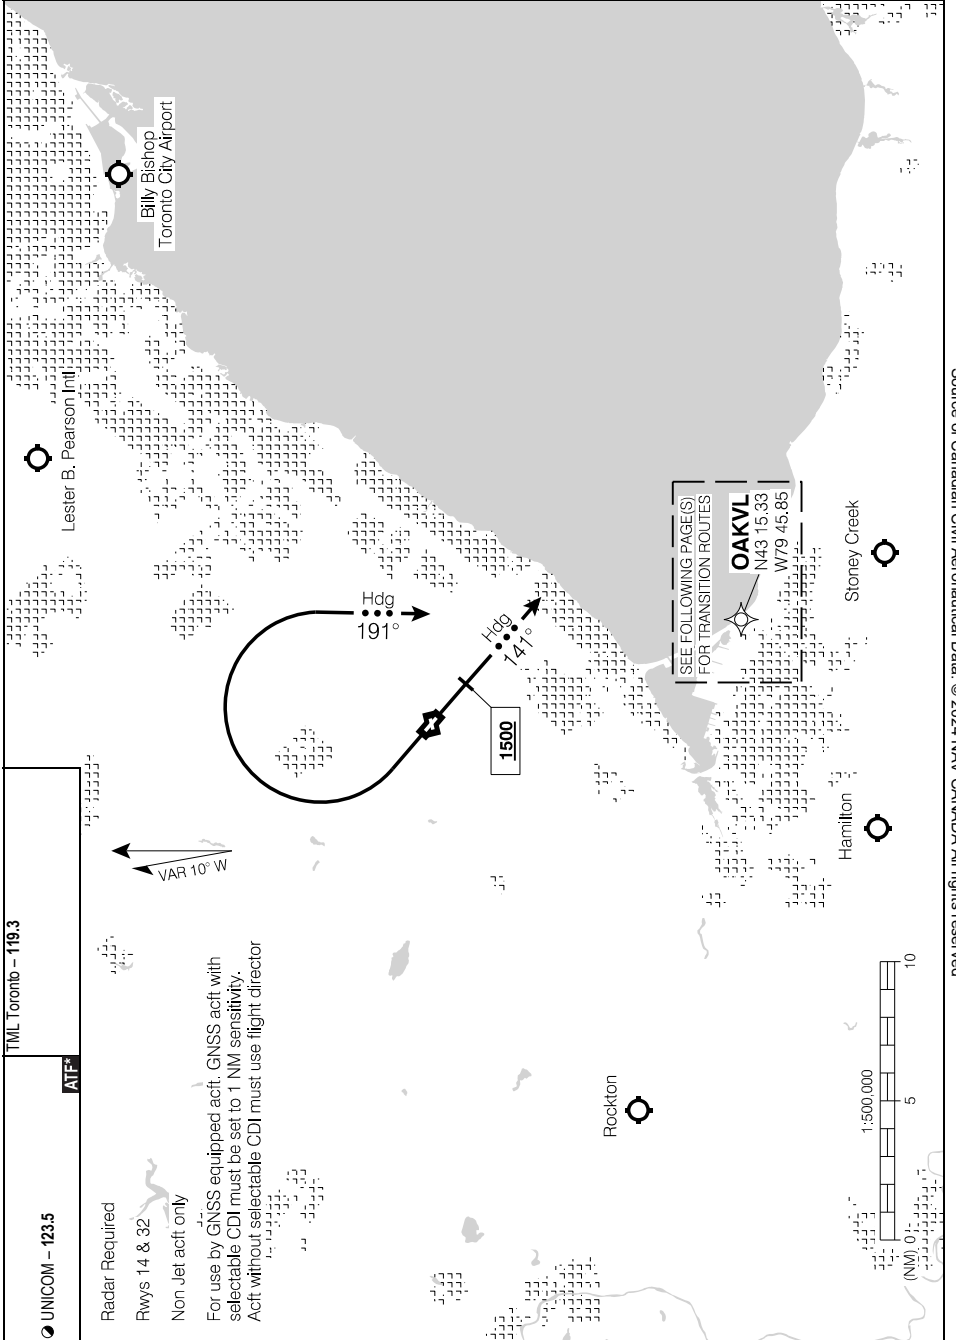 UNICOM – 123.5
ATF*
TML Toronto – 119.3
Radar Required
Rwys 14 & 32
Non Jet acft only
For use by GNSS equipped acft. GNSS acft with
selectable CDI must be set to 1 NM sensitivity.
Acft without selectable CDI must use flight director
VAR 10° W
Lester B. Pearson Intl
Billy Bishop
Toronto City Airport
Hdg
191°
Hdg
141°
1500
SEE FOLLOWING PAGE(S)
FOR TRANSITION ROUTES
OAKVL
N43 15.33
W79 45.85
Stoney Creek
Hamilton
Rockton
1:500,000
(NM) 0
5
10
Source of Canadian Civil Aeronautical Data: © 2024 NAV CANADA All rights reserved